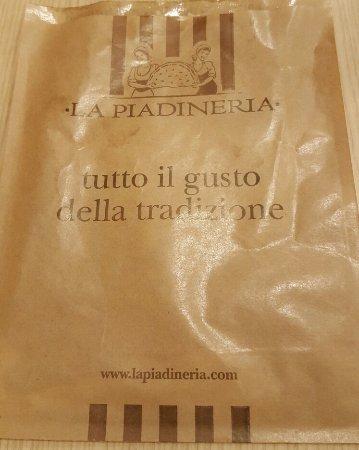 ·LA PIADINERIA·
tutto il gusto
della tradizione
www.lapiadineria.com